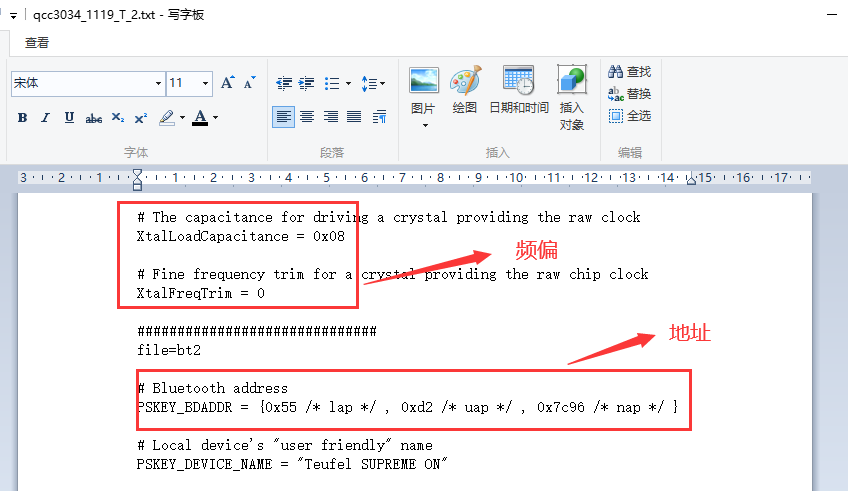 qcc3034_1119_T_2.txt - 写字板
查看
宋体 11 A A
B I U abc X₂ X² A
字体
段落
图片
绘图
日期和时间
插入
对象
插入
查找
替换
全选
编辑
3 2 1 1 2 3 4 5 6 7 8 9 10 11 12 13 14 15 16 17
# The capacitance for driving a crystal providing the raw clock
XtalLoadCapacitance = 0x08
频偏
# Fine frequency trim for a crystal providing the raw chip clock
XtalFreqTrim = 0
##############################
地址
file=bt2
# Bluetooth address
PSKEY_BDADDR = {0x55 /* lap */ , 0xd2 /* uap */ , 0x7c96 /* nap */ }
# Local device's "user friendly" name
PSKEY_DEVICE_NAME = "Teufel SUPREME ON"